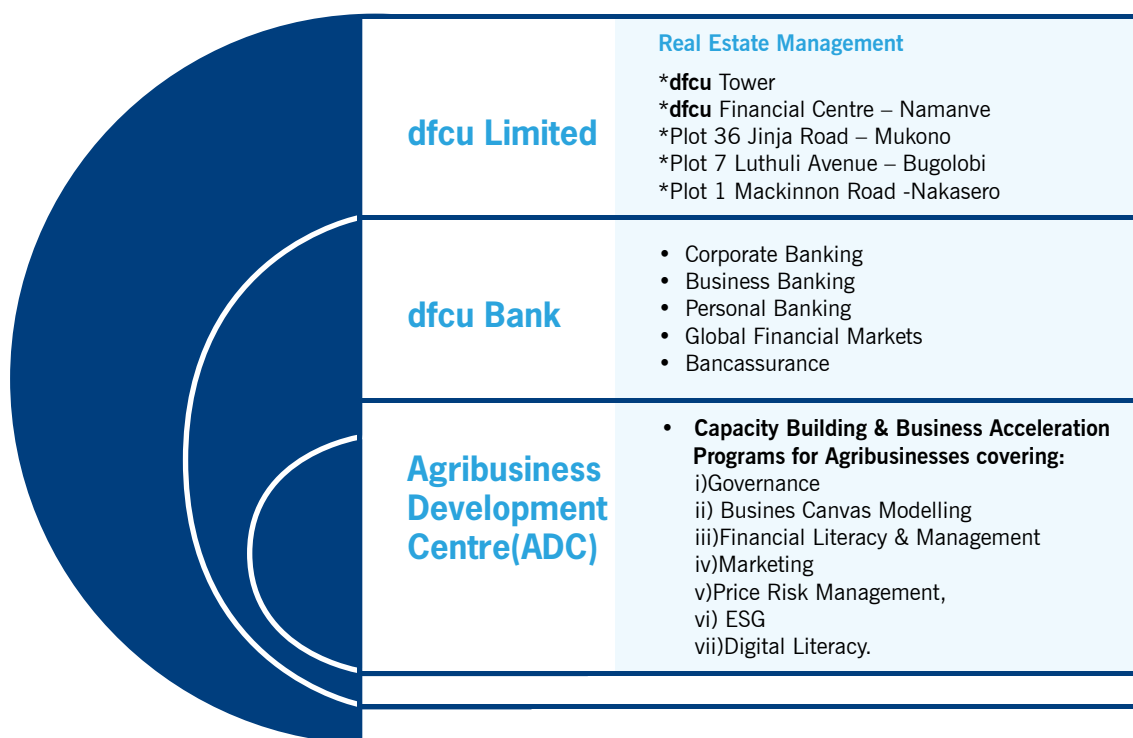 dfcu Limited
Real Estate Management
*dfcu Tower
*dfcu Financial Centre – Namanve
*Plot 36 Jinja Road – Mukono
*Plot 7 Luthuli Avenue – Bugolobi
*Plot 1 Mackinnon Road -Nakasero
dfcu Bank
• Corporate Banking
• Business Banking
• Personal Banking
• Global Financial Markets
• Bancassurance
Agribusiness
Development
Centre(ADC)
• Capacity Building & Business Acceleration
Programs for Agribusinesses covering:
i)Governance
ii) Busines Canvas Modelling
iii)Financial Literacy & Management
iv)Marketing
v)Price Risk Management,
vi) ESG
vii)Digital Literacy.